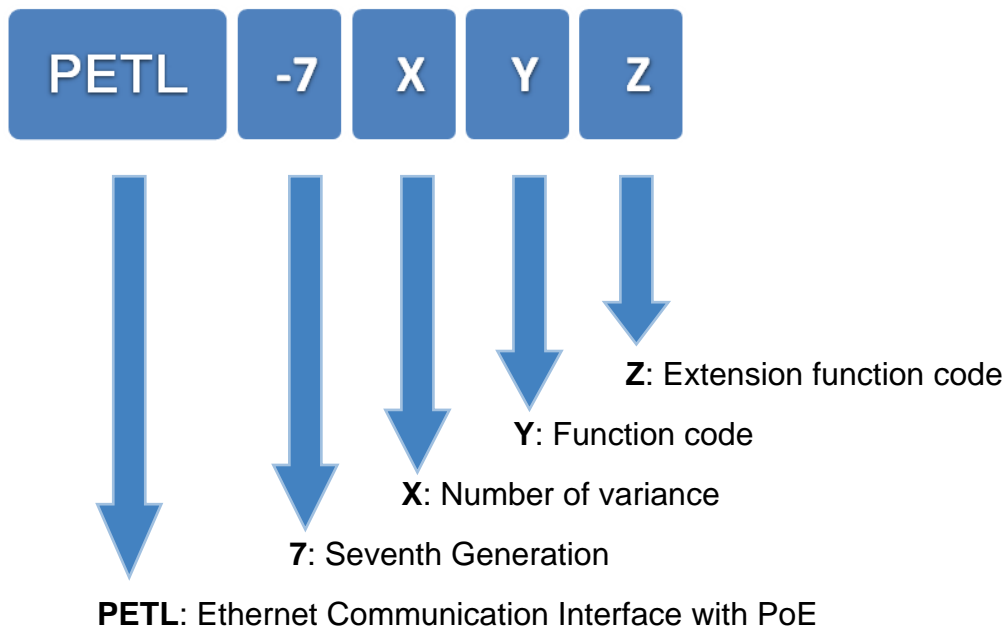 PETL -7 X Y Z
Z: Extension function code
Y: Function code
X: Number of variance
7: Seventh Generation
PETL: Ethernet Communication Interface with PoE